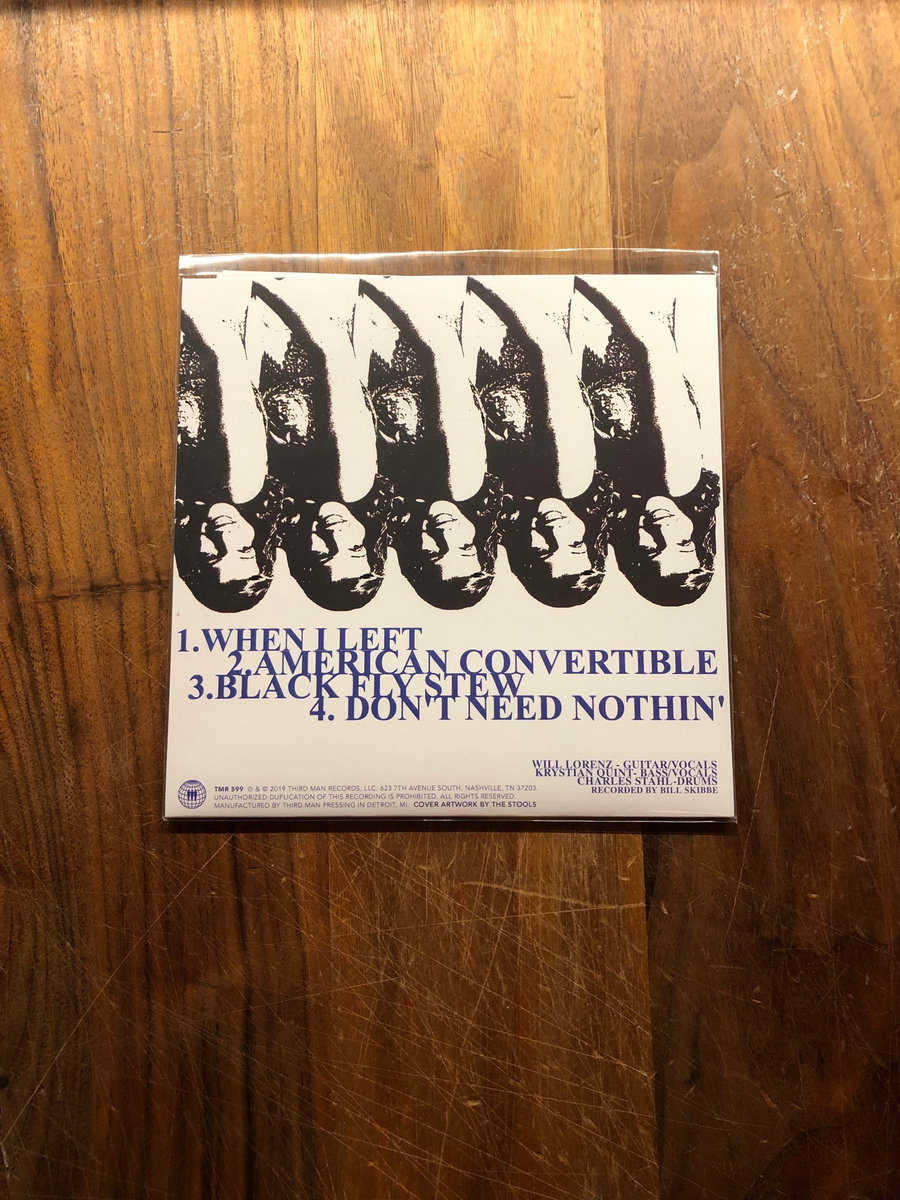 1.WHEN I LEFT
2.AMERICAN CONVERTIBLE
3.BLACK FLY STEW
4. DON'T NEED NOTHIN'
WILL LORENZ - GUITAR/VOCALS
KRYSTIAN QUINT- BASS/VOCALS
CHARLES STAHL-DRUMS
RECORDED BY BILL SKIBBE
TMR 599 ℗ & © 2019 THIRD MAN RECORDS, LLC. 623 7TH AVENUE SOUTH, NASHVILLE, TN 37203.
UNAUTHORIZED DUPLICATION OF THIS RECORDING IS PROHIBITED. ALL RIGHTS RESERVED.
MANUFACTURED BY THIRD MAN PRESSING IN DETROIT, MI. COVER ARTWORK BY THE STOOLS